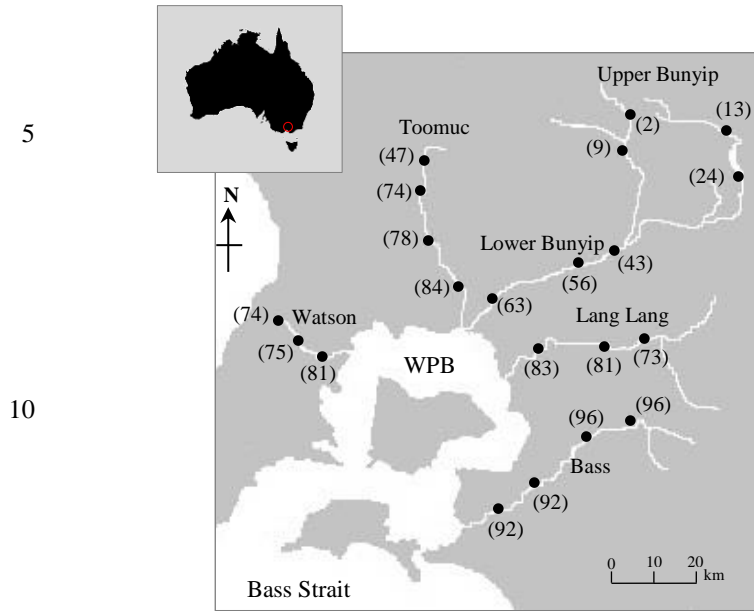 Upper Bunyip
(13)
5
Toomuc
(2)
(47)
(9)
(24)
(74)
N
(78)
Lower Bunyip
(43)
(56)
(84)
(63)
(74)
Watson
Lang Lang
(75)
(81)
WPB
(83)
(81)
(73)
10
(96)
(96)
Bass
(92)
(92)
0 10 20
km
Bass Strait